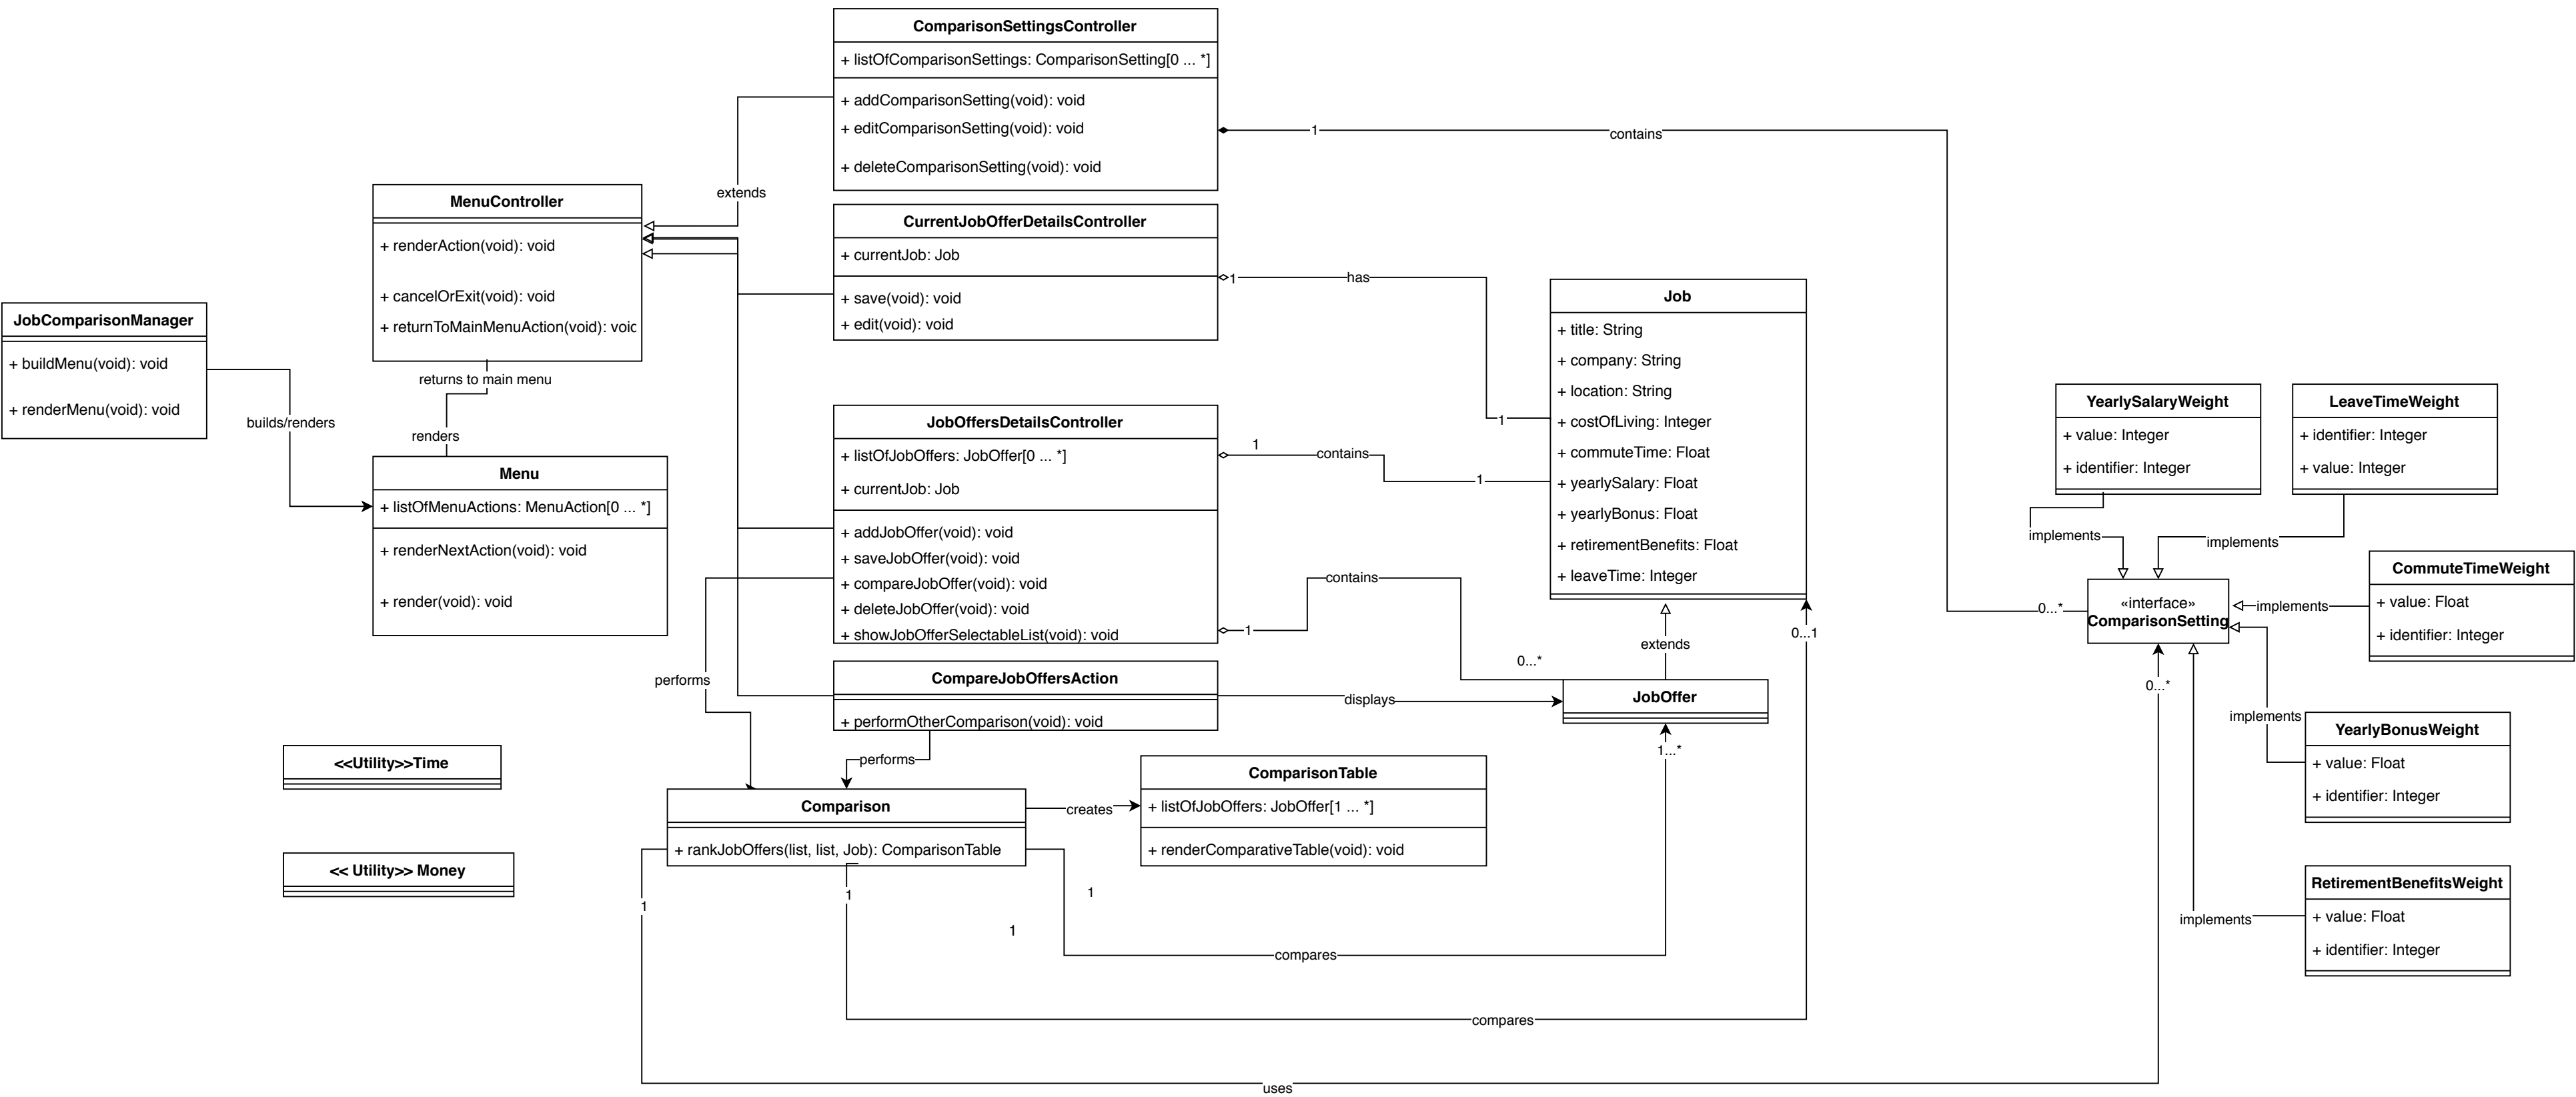 ComparisonSettingsController
+ listOfComparisonSettings: ComparisonSetting[0 ... *]
+ addComparisonSetting(void): void
+ editComparisonSetting(void): void
+ deleteComparisonSetting(void): void
1
contains
extends
MenuController
+ renderAction(void): void
+ cancelOrExit(void): void
+ returnToMainMenuAction(void): voic
CurrentJobOfferDetailsController
+ currentJob: Job
+ save(void): void
+ edit(void): void
1
has
1
JobComparisonManager
+ buildMenu(void): void
+ renderMenu(void): void
builds/renders
returns to main menu
renders
Menu
+ listOfMenuActions: MenuAction[0 ... *]
+ renderNextAction(void): void
+ render(void): void
JobOffersDetailsController
+ listOfJobOffers: JobOffer[0 ... *]
+ currentJob: Job
+ addJobOffer(void): void
+ saveJobOffer(void): void
+ compareJobOffer(void): void
+ deleteJobOffer(void): void
+ showJobOfferSelectableList(void): void
1
contains
1
contains
1
0...*
Job
+ title: String
+ company: String
+ location: String
+ costOfLiving: Integer
+ commuteTime: Float
+ yearlySalary: Float
+ yearlyBonus: Float
+ retirementBenefits: Float
+ leaveTime: Integer
0...1
extends
JobOffer
1...*
CompareJobOffersAction
+ performOtherComparison(void): void
displays
performs
performs
Comparison
+ rankJobOffers(list, list, Job): ComparisonTable
creates
ComparisonTable
+ listOfJobOffers: JobOffer[1 ... *]
+ renderComparativeTable(void): void
1
1
1
1
compares
compares
uses
<<Utility>>Time
<< Utility>> Money
YearlySalaryWeight
+ value: Integer
+ identifier: Integer
LeaveTimeWeight
+ identifier: Integer
+ value: Integer
implements
implements
CommuteTimeWeight
+ value: Float
+ identifier: Integer
implements
0...*
«interface»
ComparisonSetting
0...*
implements
YearlyBonusWeight
+ value: Float
+ identifier: Integer
implements
RetirementBenefitsWeight
+ value: Float
+ identifier: Integer